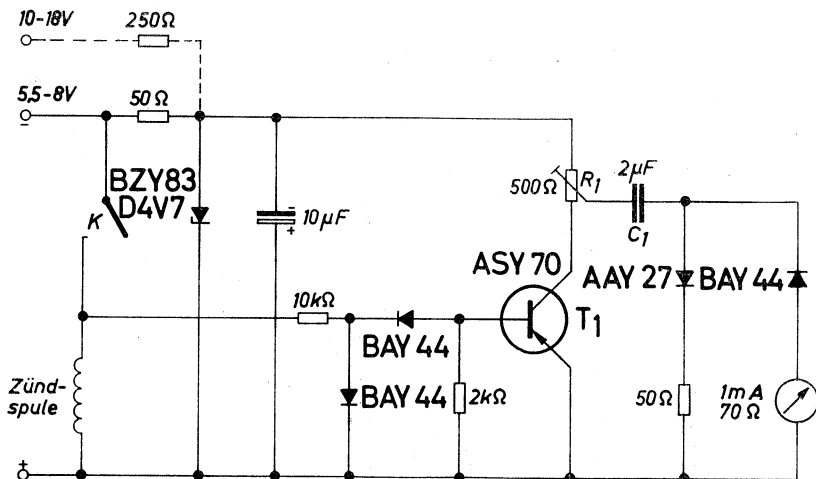 10-18V
250Ω
5,5-8V
50Ω
−
BZY83
D4V7
K
−
10µF
+
500Ω
R1
2µF
C1
ASY 70
T1
AAY 27
BAY 44
10kΩ
BAY 44
BAY 44
2kΩ
50Ω
1mA
70Ω
Zünd-
spule
+